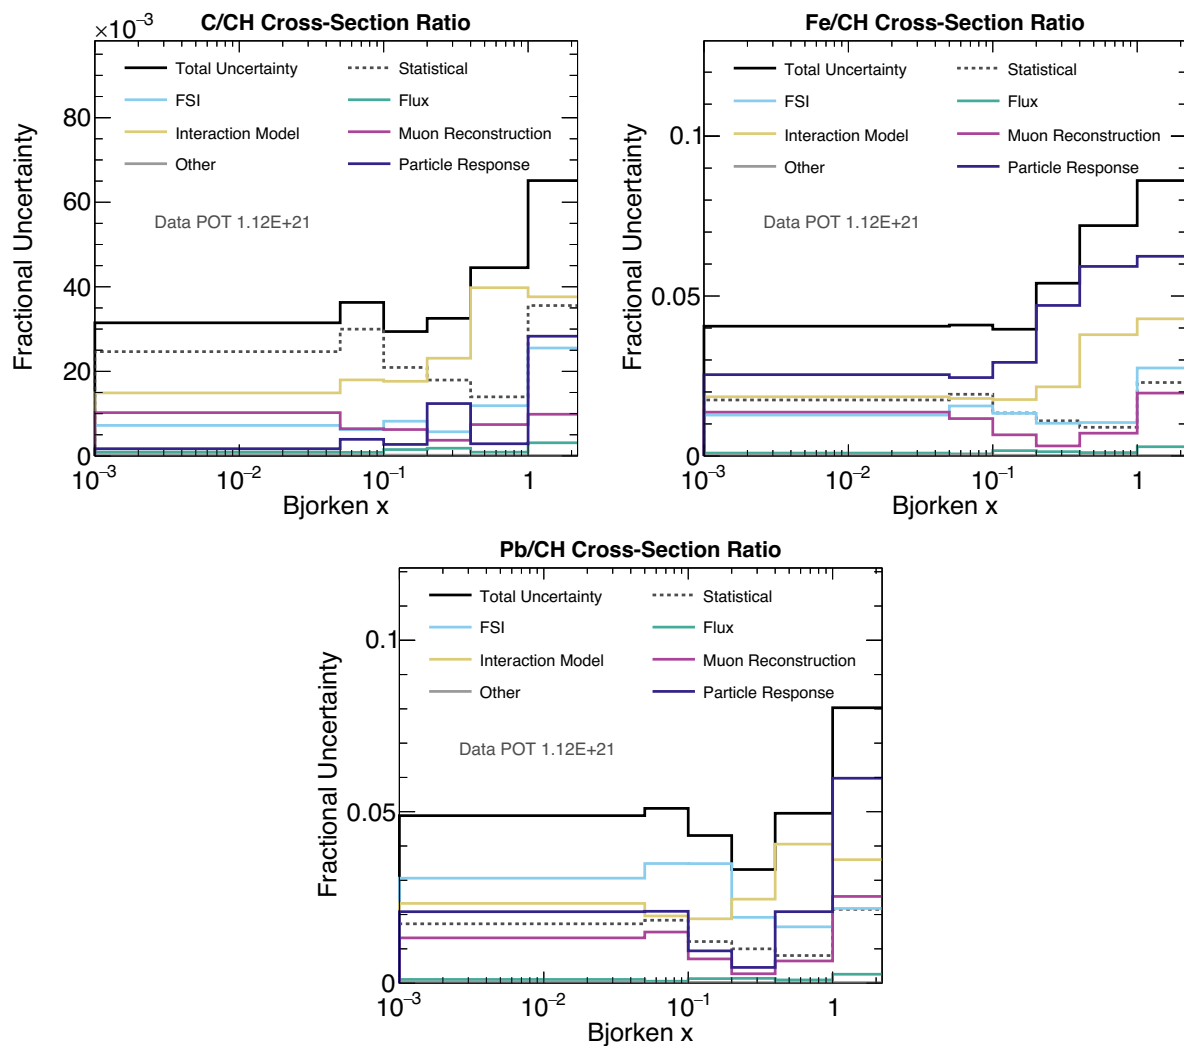 C/CH Cross-Section Ratio
×10⁻³
Total Uncertainty
Statistical
FSI
Flux
Interaction Model
Muon Reconstruction
Other
Particle Response
Data POT 1.12E+21
Fractional Uncertainty
80
60
40
20
0
10⁻³
10⁻²
10⁻¹
1
Bjorken x
Fe/CH Cross-Section Ratio
Total Uncertainty
Statistical
FSI
Flux
Interaction Model
Muon Reconstruction
Other
Particle Response
Data POT 1.12E+21
Fractional Uncertainty
0.1
0.05
0
10⁻³
10⁻²
10⁻¹
1
Bjorken x
Pb/CH Cross-Section Ratio
Total Uncertainty
Statistical
FSI
Flux
Interaction Model
Muon Reconstruction
Other
Particle Response
Data POT 1.12E+21
Fractional Uncertainty
0.1
0.05
0
10⁻³
10⁻²
10⁻¹
1
Bjorken x